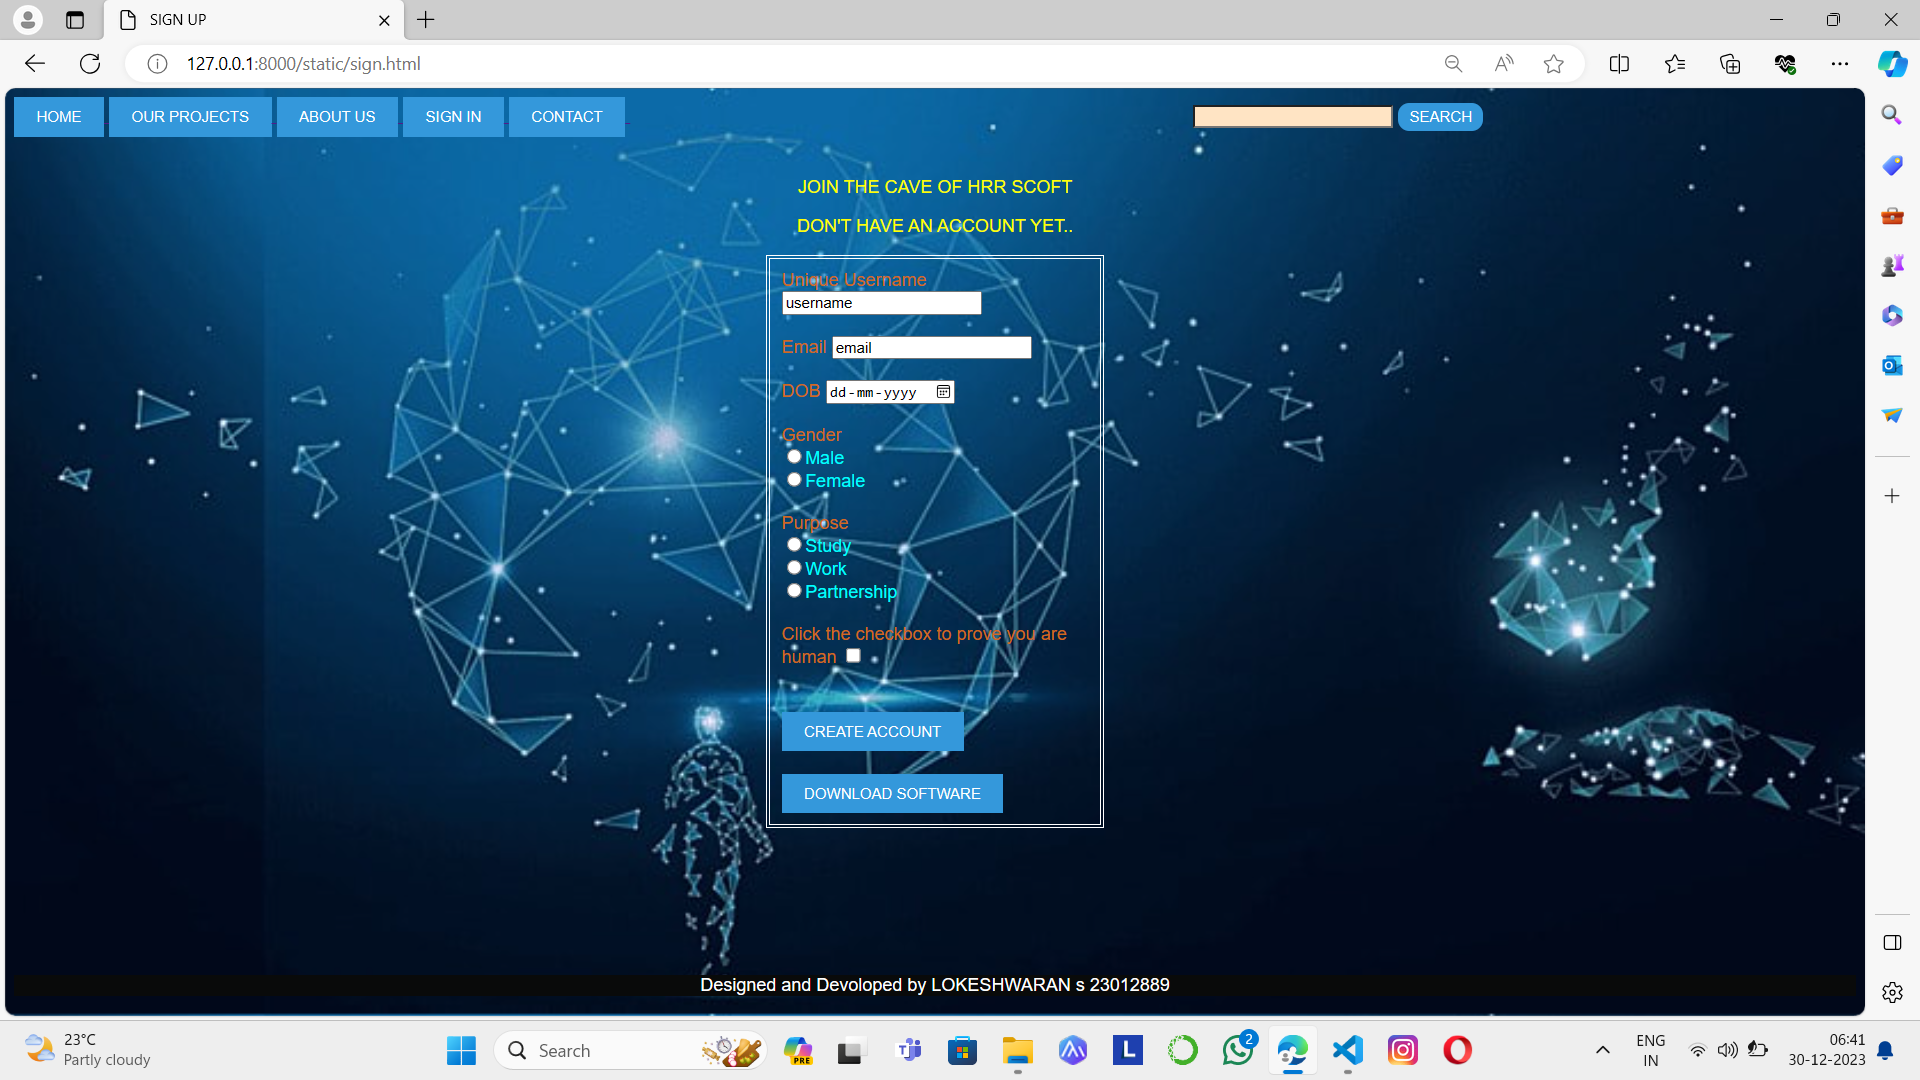 SIGN UP
127.0.0.1:8000/static/sign.html
HOME OUR PROJECTS ABOUT US SIGN IN CONTACT SEARCH
JOIN THE CAVE OF HRR SCOFT
DON'T HAVE AN ACCOUNT YET..
Unique Username
username
Email email
DOB dd-mm-yyyy
Gender
Male
Female
Purpose
Study
Work
Partnership
Click the checkbox to prove you are
human
CREATE ACCOUNT
DOWNLOAD SOFTWARE
Designed and Devoloped by LOKESHWARAN s 23012889
23°C
Partly cloudy
Search
PRE
L
2
ENG
IN
06:41
30-12-2023